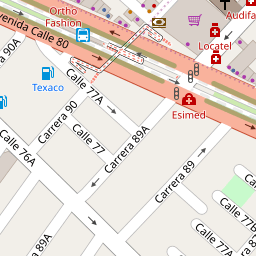 Ortho
Fashion
Audifa
Locatel
Avenida Calle 80
a 90A
Texaco
Calle 77A
Esimed
Carrera 90
Calle 77
Carrera 89A
Calle 76A
Carrera 89
Calle 77B
Calle 77A
Carrera 89A